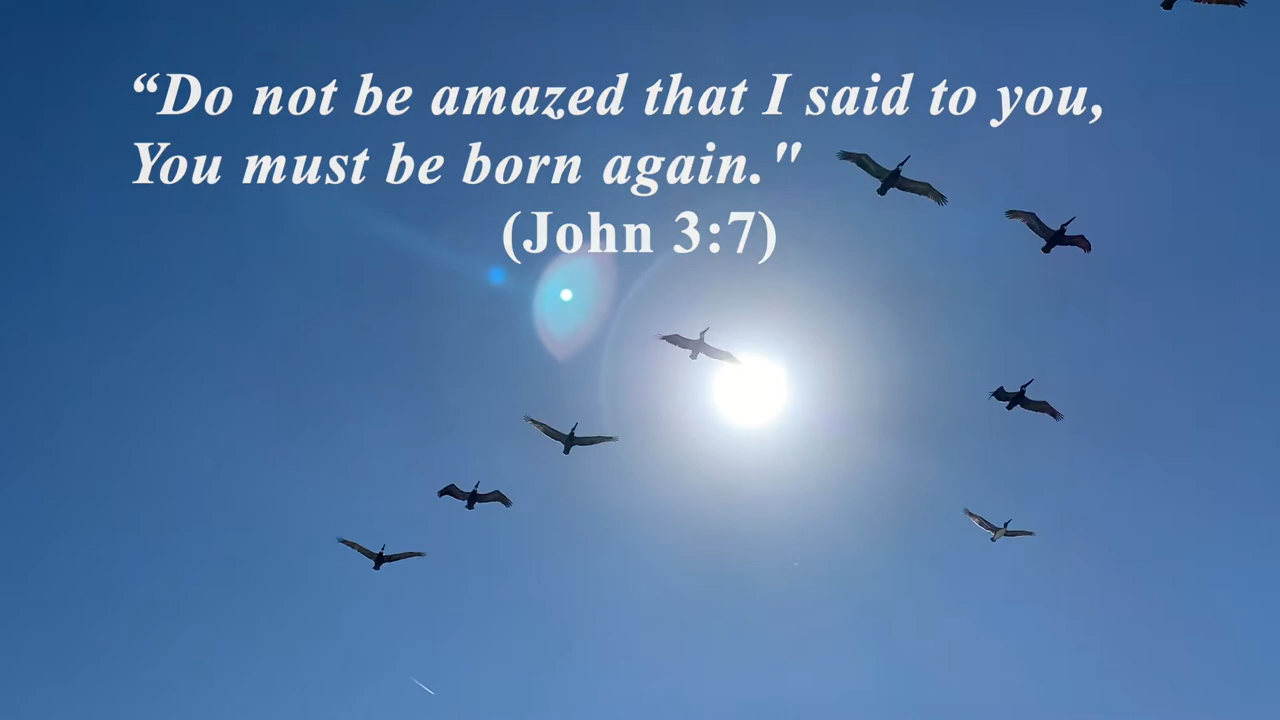 “Do not be amazed that I said to you,
You must be born again."
(John 3:7)